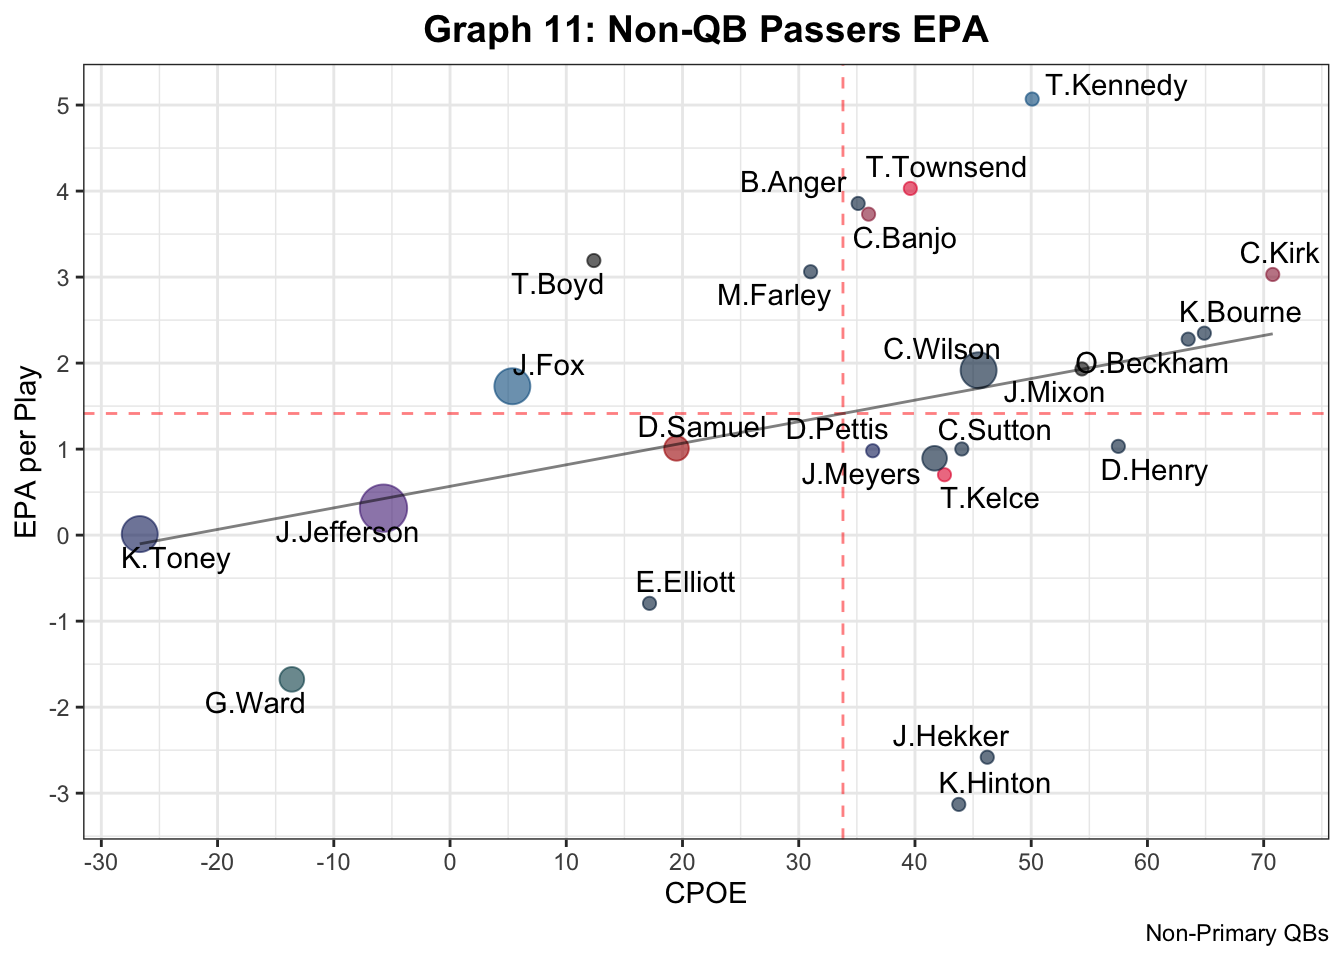 Graph 11: Non-QB Passers EPA
T.Kennedy
T.Townsend
B.Anger
C.Banjo
C.Kirk
T.Boyd
M.Farley
K.Bourne
C.Wilson
O.Beckham
J.Fox
J.Mixon
D.Samuel
D.Pettis
C.Sutton
J.Meyers
D.Henry
T.Kelce
J.Jefferson
K.Toney
E.Elliott
G.Ward
J.Hekker
K.Hinton
EPA per Play
5
4
3
2
1
0
-1
-2
-3
-30 -20 -10 0 10 20 30 40 50 60 70
CPOE
Non-Primary QBs